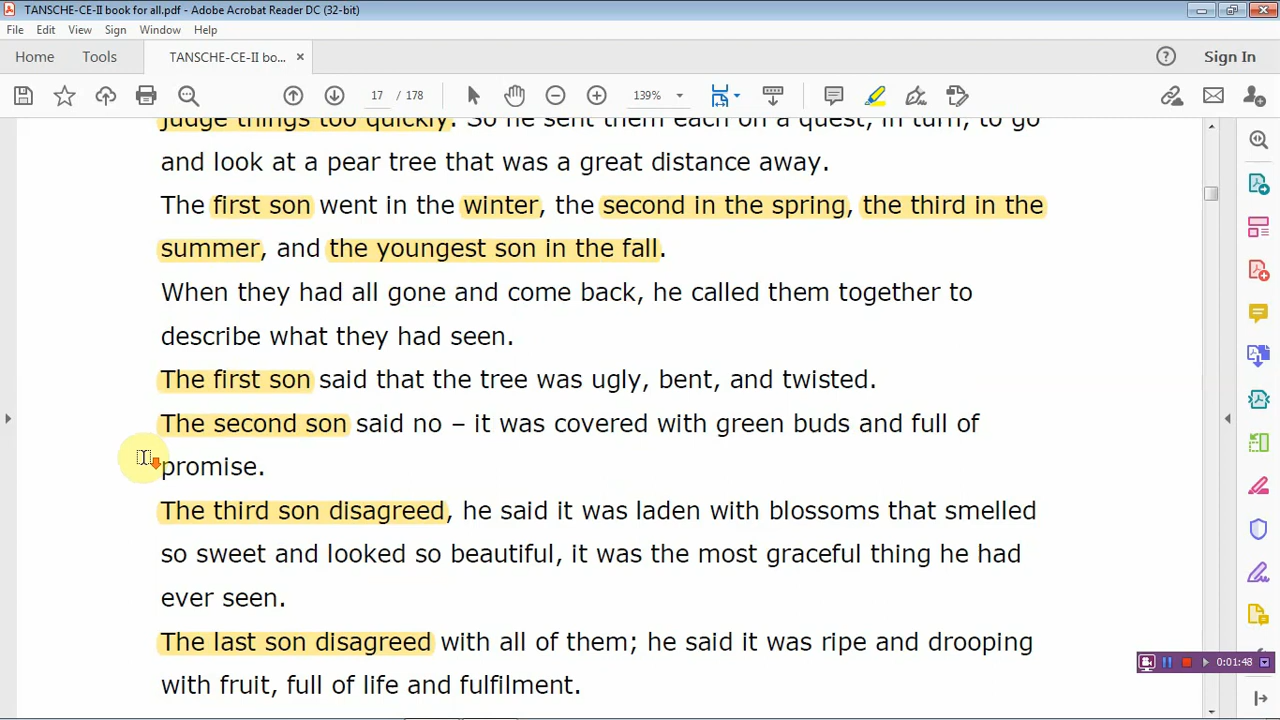 TANSCHE-CE-II book for all.pdf - Adobe Acrobat Reader DC (32-bit)
File Edit View Sign Window Help
Home Tools TANSCHE-CE-II bo... × Sign In
17 / 178 139%
judge things too quickly. So he sent them each on a quest, in turn, to go
and look at a pear tree that was a great distance away.
The first son went in the winter, the second in the spring, the third in the
summer, and the youngest son in the fall.
When they had all gone and come back, he called them together to
describe what they had seen.
The first son said that the tree was ugly, bent, and twisted.
The second son said no – it was covered with green buds and full of
promise.
The third son disagreed, he said it was laden with blossoms that smelled
so sweet and looked so beautiful, it was the most graceful thing he had
ever seen.
The last son disagreed with all of them; he said it was ripe and drooping
with fruit, full of life and fulfilment.
0:01:48